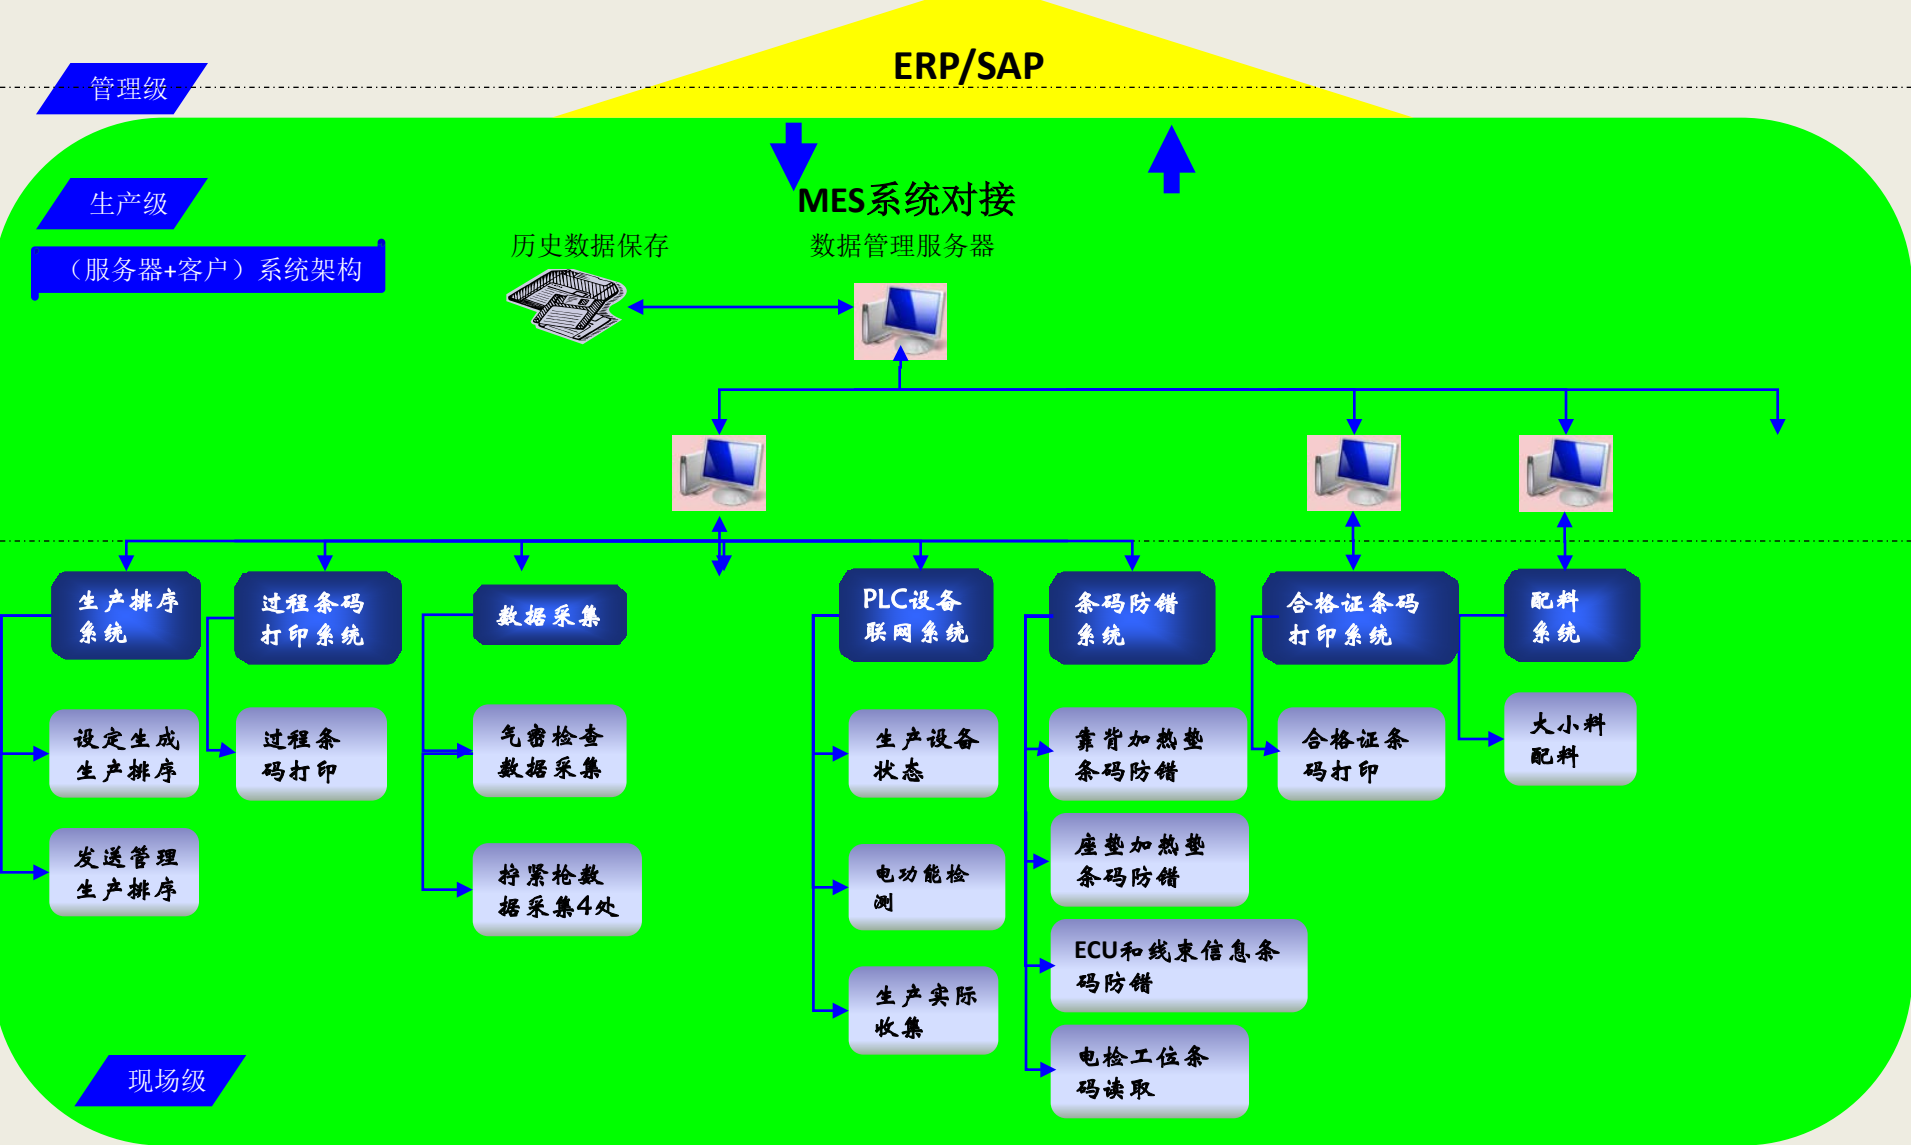 ERP/SAP
管理级
生产级
MES系统对接
历史数据保存
数据管理服务器
（服务器+客户）系统架构
生产排序
系统
过程条码
打印系统
数据采集
PLC设备
联网系统
条码防错
系统
合格证条码
打印系统
配料
系统
设定生成
生产排序
过程条
码打印
气密检查
数据采集
生产设备
状态
靠背加热垫
条码防错
合格证条
码打印
大小料
配料
发送管理
生产排序
拧紧枪数
据采集4处
电功能检
测
座垫加热垫
条码防错
ECU和线束信息条
码防错
生产实际
收集
电检工位条
码读取
现场级